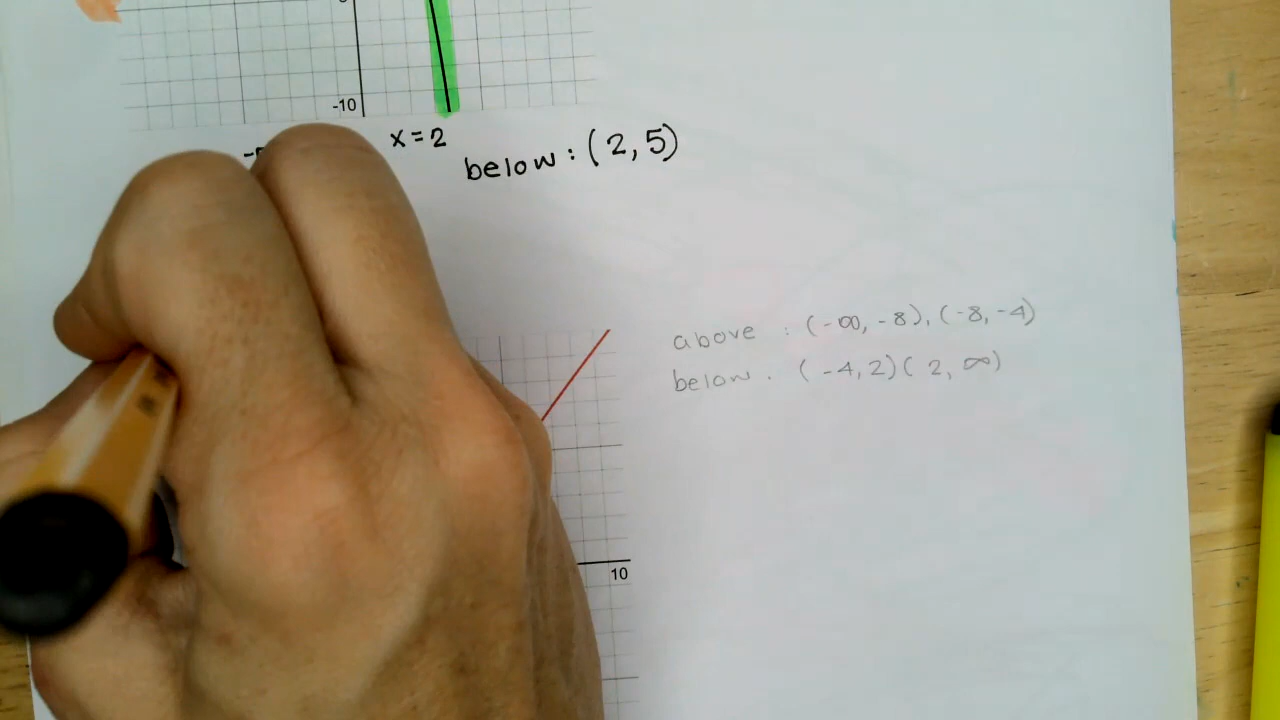 -10
x=2
below: (2,5)
above : (-∞, -8), (-8, -4)
below. (-4, 2)( 2, ∞)
10